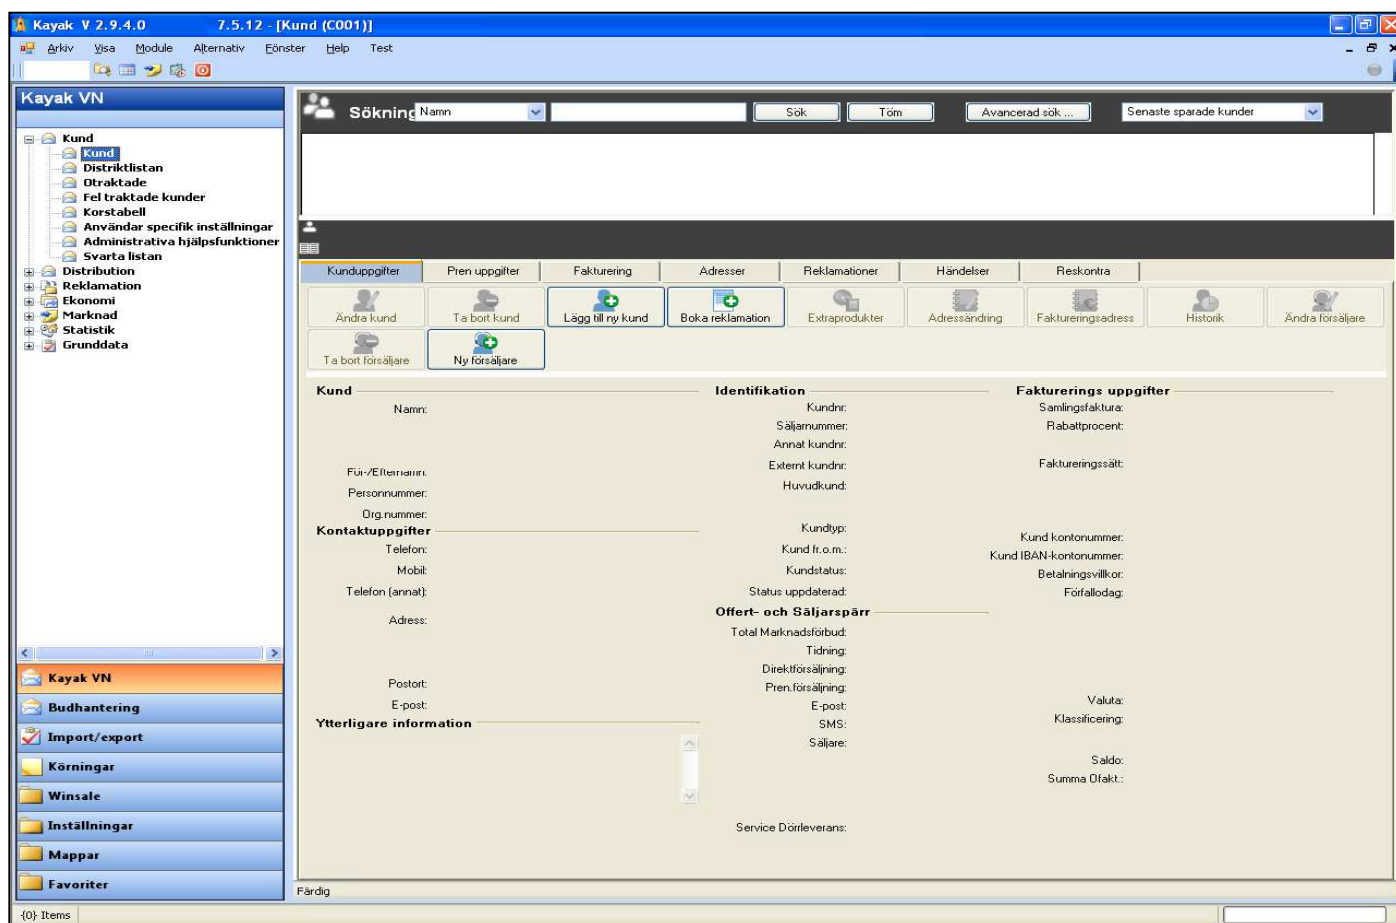 Kayak V 2.9.4.0 7.5.12 - [Kund (C001)]
Arkiv Visa Module Alternativ Fönster Help Test
Kayak VN
Kund
Kund
Distriktlistan
Otraktade
Fel traktade kunder
Korstabell
Användar specifik inställningar
Administrativa hjälpsfunktioner
Svarta listan
Distribution
Reklamation
Ekonomi
Marknad
Statistik
Grunddata
Kayak VN
Budhantering
Import/export
Körningar
Winsale
Inställningar
Mappar
Favoriter
Sökning Namn Sök Töm Avancerad sök ... Senaste sparade kunder
Kunduppgifter Pren uppgifter Fakturering Adresser Reklamationer Händelser Reskontra
Ändra kund Ta bort kund Lägg till ny kund Boka reklamation Extraprodukter Adressändring Faktureringsadress Historik Ändra försäljare
Ta bort försäljare Ny försäljare
Kund
Namn:
För-/Efternamn:
Personnummer:
Org.nummer:
Kontaktuppgifter
Telefon:
Mobil:
Telefon (annat):
Adress:
Postort:
E-post:
Ytterligare information
Identifikation
Kundnr:
Säljarnummer:
Annat kundnr:
Externt kundnr:
Huvudkund:
Kundtyp:
Kund fr.o.m.:
Kundstatus:
Status uppdaterad:
Offert- och Säljarspärr
Total Marknadsförbud:
Tidning:
Direktförsäljning:
Pren.försäljning:
E-post:
SMS:
Säljare:
Service Dörrleverans:
Fakturerings uppgifter
Samlingsfaktura:
Rabattprocent:
Faktureringssätt:
Kund kontonummer:
Kund IBAN-kontonummer:
Betalningsvillkor:
Förfallodag:
Valuta:
Klassificering:
Saldo:
Summa Ofakt.:
Färdig
{0} Items